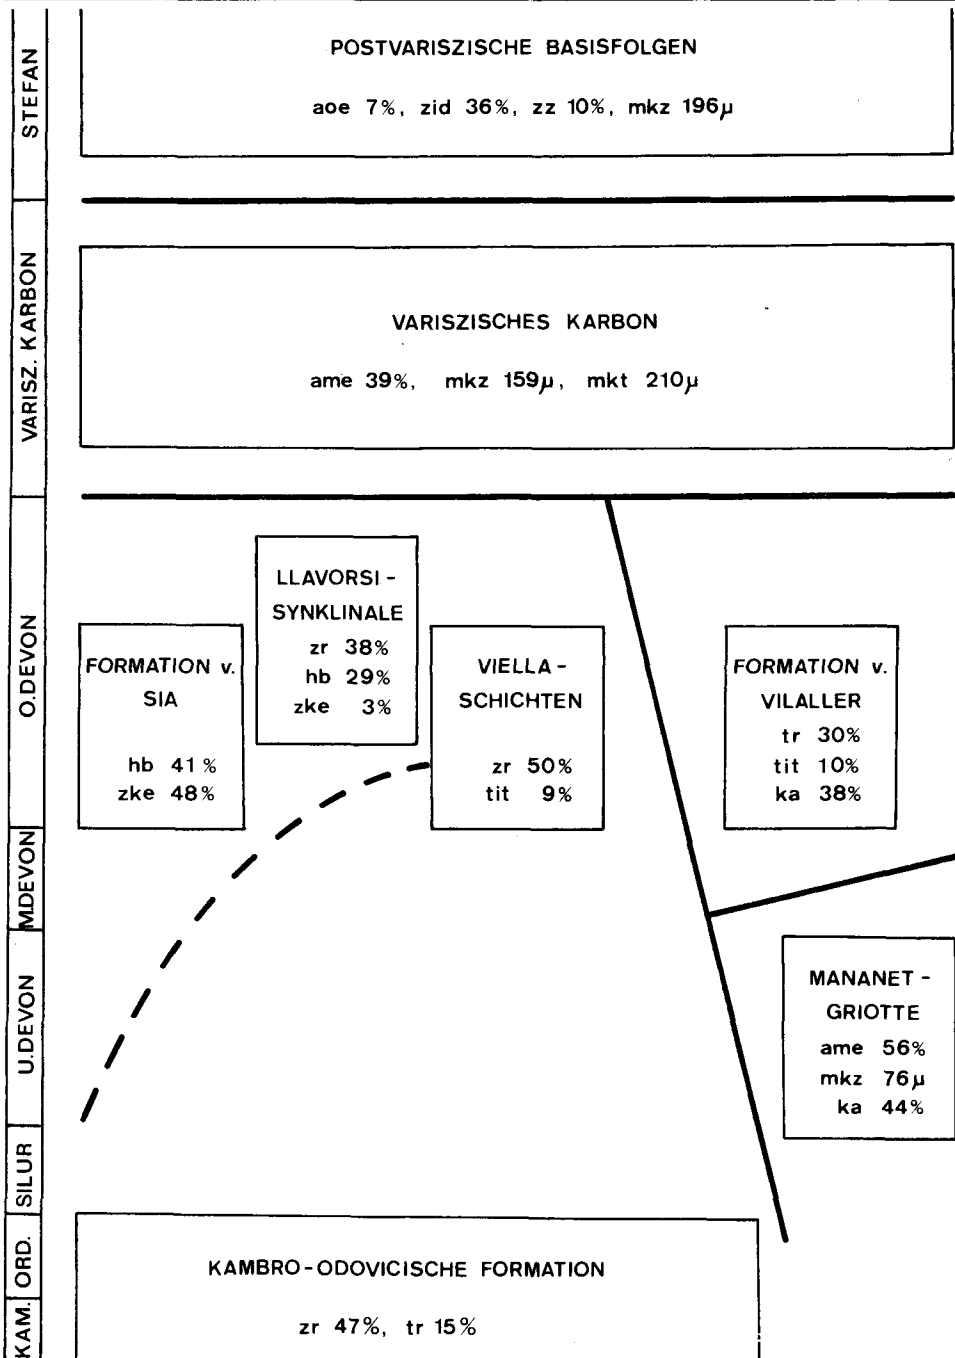 STEFAN
POSTVARISZISCHE BASISFOLGEN
aoe 7%, zid 36%, zz 10%, mkz 196µ
VARISZ. KARBON
VARISZISCHES KARBON
ame 39%, mkz 159µ, mkt 210µ
O.DEVON
FORMATION v.
SIA
hb 41%
zke 48%
LLAVORSI-
SYNKLINALE
zr 38%
hb 29%
zke 3%
VIELLA-
SCHICHTEN
zr 50%
tit 9%
FORMATION v.
VILALLER
tr 30%
tit 10%
ka 38%
M.DEVON
U.DEVON
MANANET-
GRIOTTE
ame 56%
mkz 76µ
ka 44%
SILUR
ORD.
KAM.
KAMBRO-ODOVICISCHE FORMATION
zr 47%, tr 15%